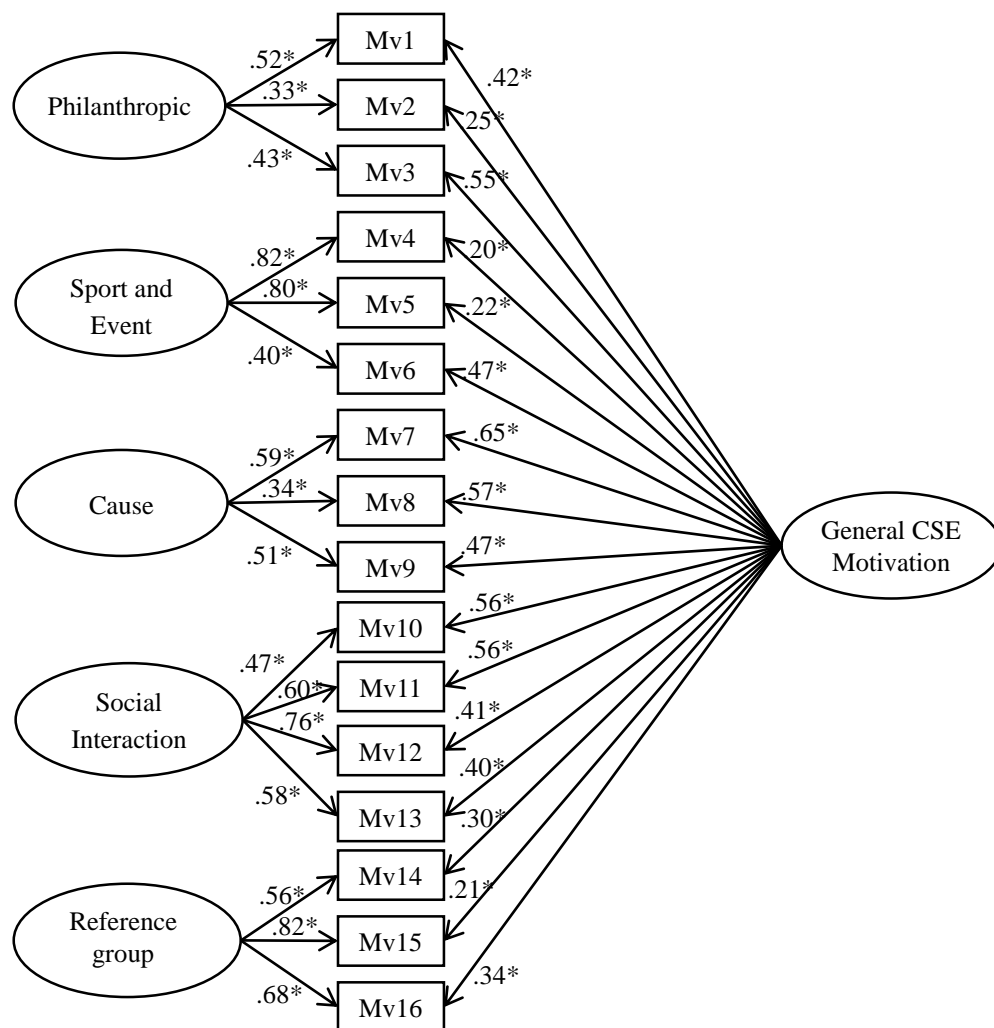 Mv1
.52*
.42*
Philanthropic
.33*
Mv2
.25*
.43*
Mv3
.55*
Mv4
.82*
.20*
Sport and
Event
.80*
Mv5
.22*
.40*
Mv6
.47*
Mv7
.59*
.65*
Cause
.34*
Mv8
.57*
.51*
Mv9
.47*
General CSE
Motivation
Mv10
.56*
.47*
Mv11
.60*
.56*
Social
Interaction
.76*
Mv12
.41*
.58*
Mv13
.40*
.30*
Mv14
.56*
.21*
Reference
group
.82*
Mv15
.68*
Mv16
.34*